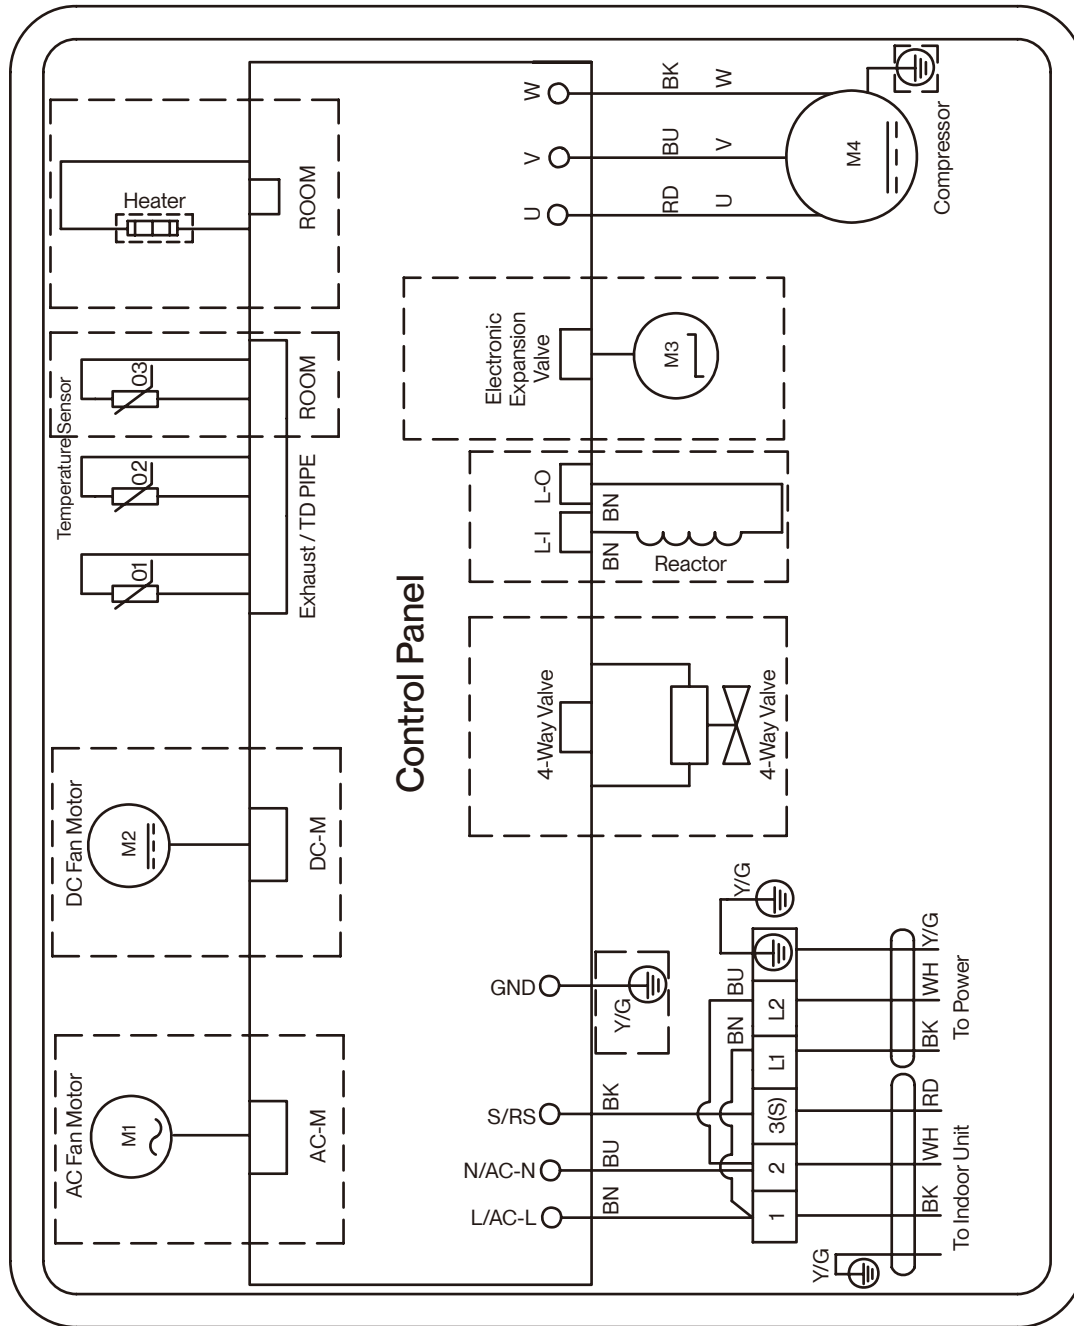 W
BK
W
V
BU
V
U
RD
U
M4
Compressor
Heater
ROOM
Temperature Sensor
03
02
01
ROOM
Exhaust / TD PIPE
Electronic
Expansion
Valve
M3
L-O
L-I
BN
BN
Reactor
Control Panel
4-Way Valve
4-Way Valve
DC Fan Motor
M2
DC-M
AC Fan Motor
M1
AC-M
GND
Y/G
S/RS
BK
N/AC-N
BU
L/AC-L
BN
Y/G
BU
BN
L2
L1
3(S)
2
1
Y/G
WH
BK
To Power
RD
WH
BK
To Indoor Unit
Y/G